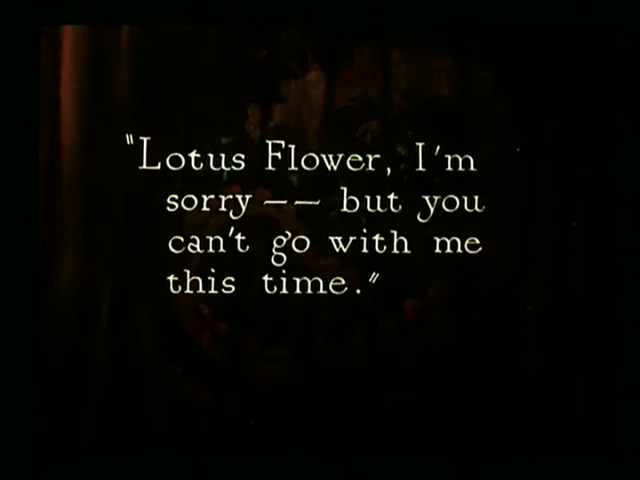 "Lotus Flower, I'm
sorry -- but you
can't go with me
this time."